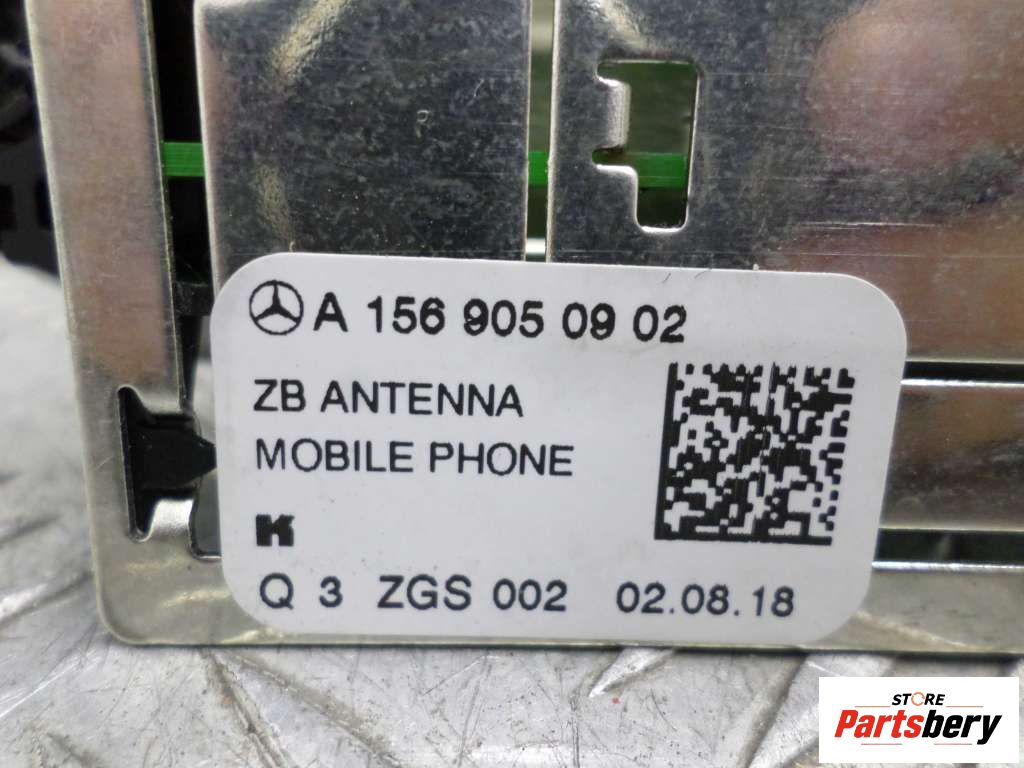 A 156 905 09 02
ZB ANTENNA
MOBILE PHONE
K
Q 3 ZGS 002 02.08.18
STORE
Partsbery